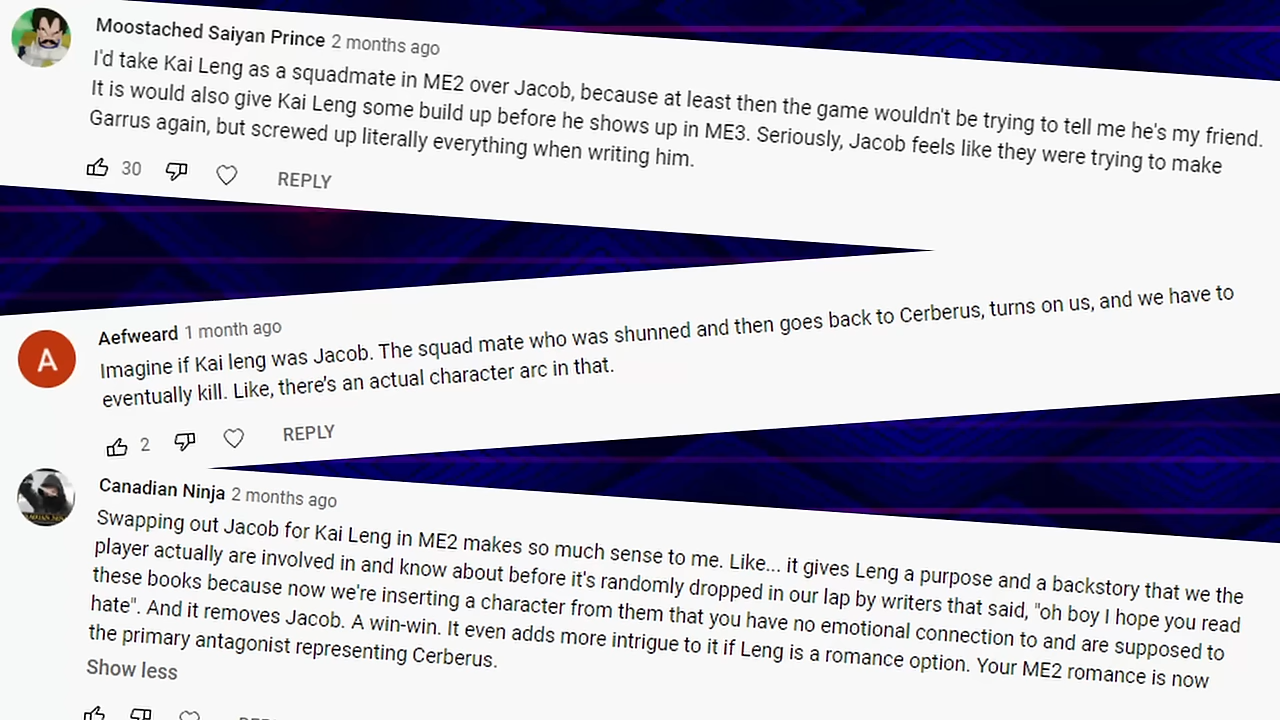 Moostached Saiyan Prince 2 months ago
I'd take Kai Leng as a squadmate in ME2 over Jacob, because at least then the game wouldn't be trying to tell me he's my friend.
It is would also give Kai Leng some build up before he shows up in ME3. Seriously, Jacob feels like they were trying to make
Garrus again, but screwed up literally everything when writing him.
30 REPLY
A
Aefweard 1 month ago
Imagine if Kai leng was Jacob. The squad mate who was shunned and then goes back to Cerberus, turns on us, and we have to
eventually kill. Like, there's an actual character arc in that.
2 REPLY
Canadian Ninja 2 months ago
Swapping out Jacob for Kai Leng in ME2 makes so much sense to me. Like... it gives Leng a purpose and a backstory that we the
player actually are involved in and know about before it's randomly dropped in our lap by writers that said, "oh boy I hope you read
these books because now we're inserting a character from them that you have no emotional connection to and are supposed to
hate". And it removes Jacob. A win-win. It even adds more intrigue to it if Leng is a romance option. Your ME2 romance is now
the primary antagonist representing Cerberus.
Show less